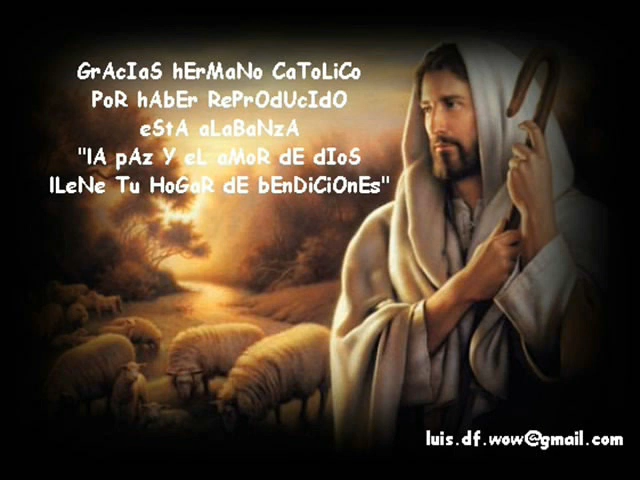 GrAcIaS hErMaNo CaToLiCo
PoR hAbEr RePrOdUcIdO
eStA aLaBaNzA
"lA pAz Y eL aMoR dE dIoS
lLeNe Tu HoGaR dE bEnDiCiOnEs"
luis.df.wow@gmail.com